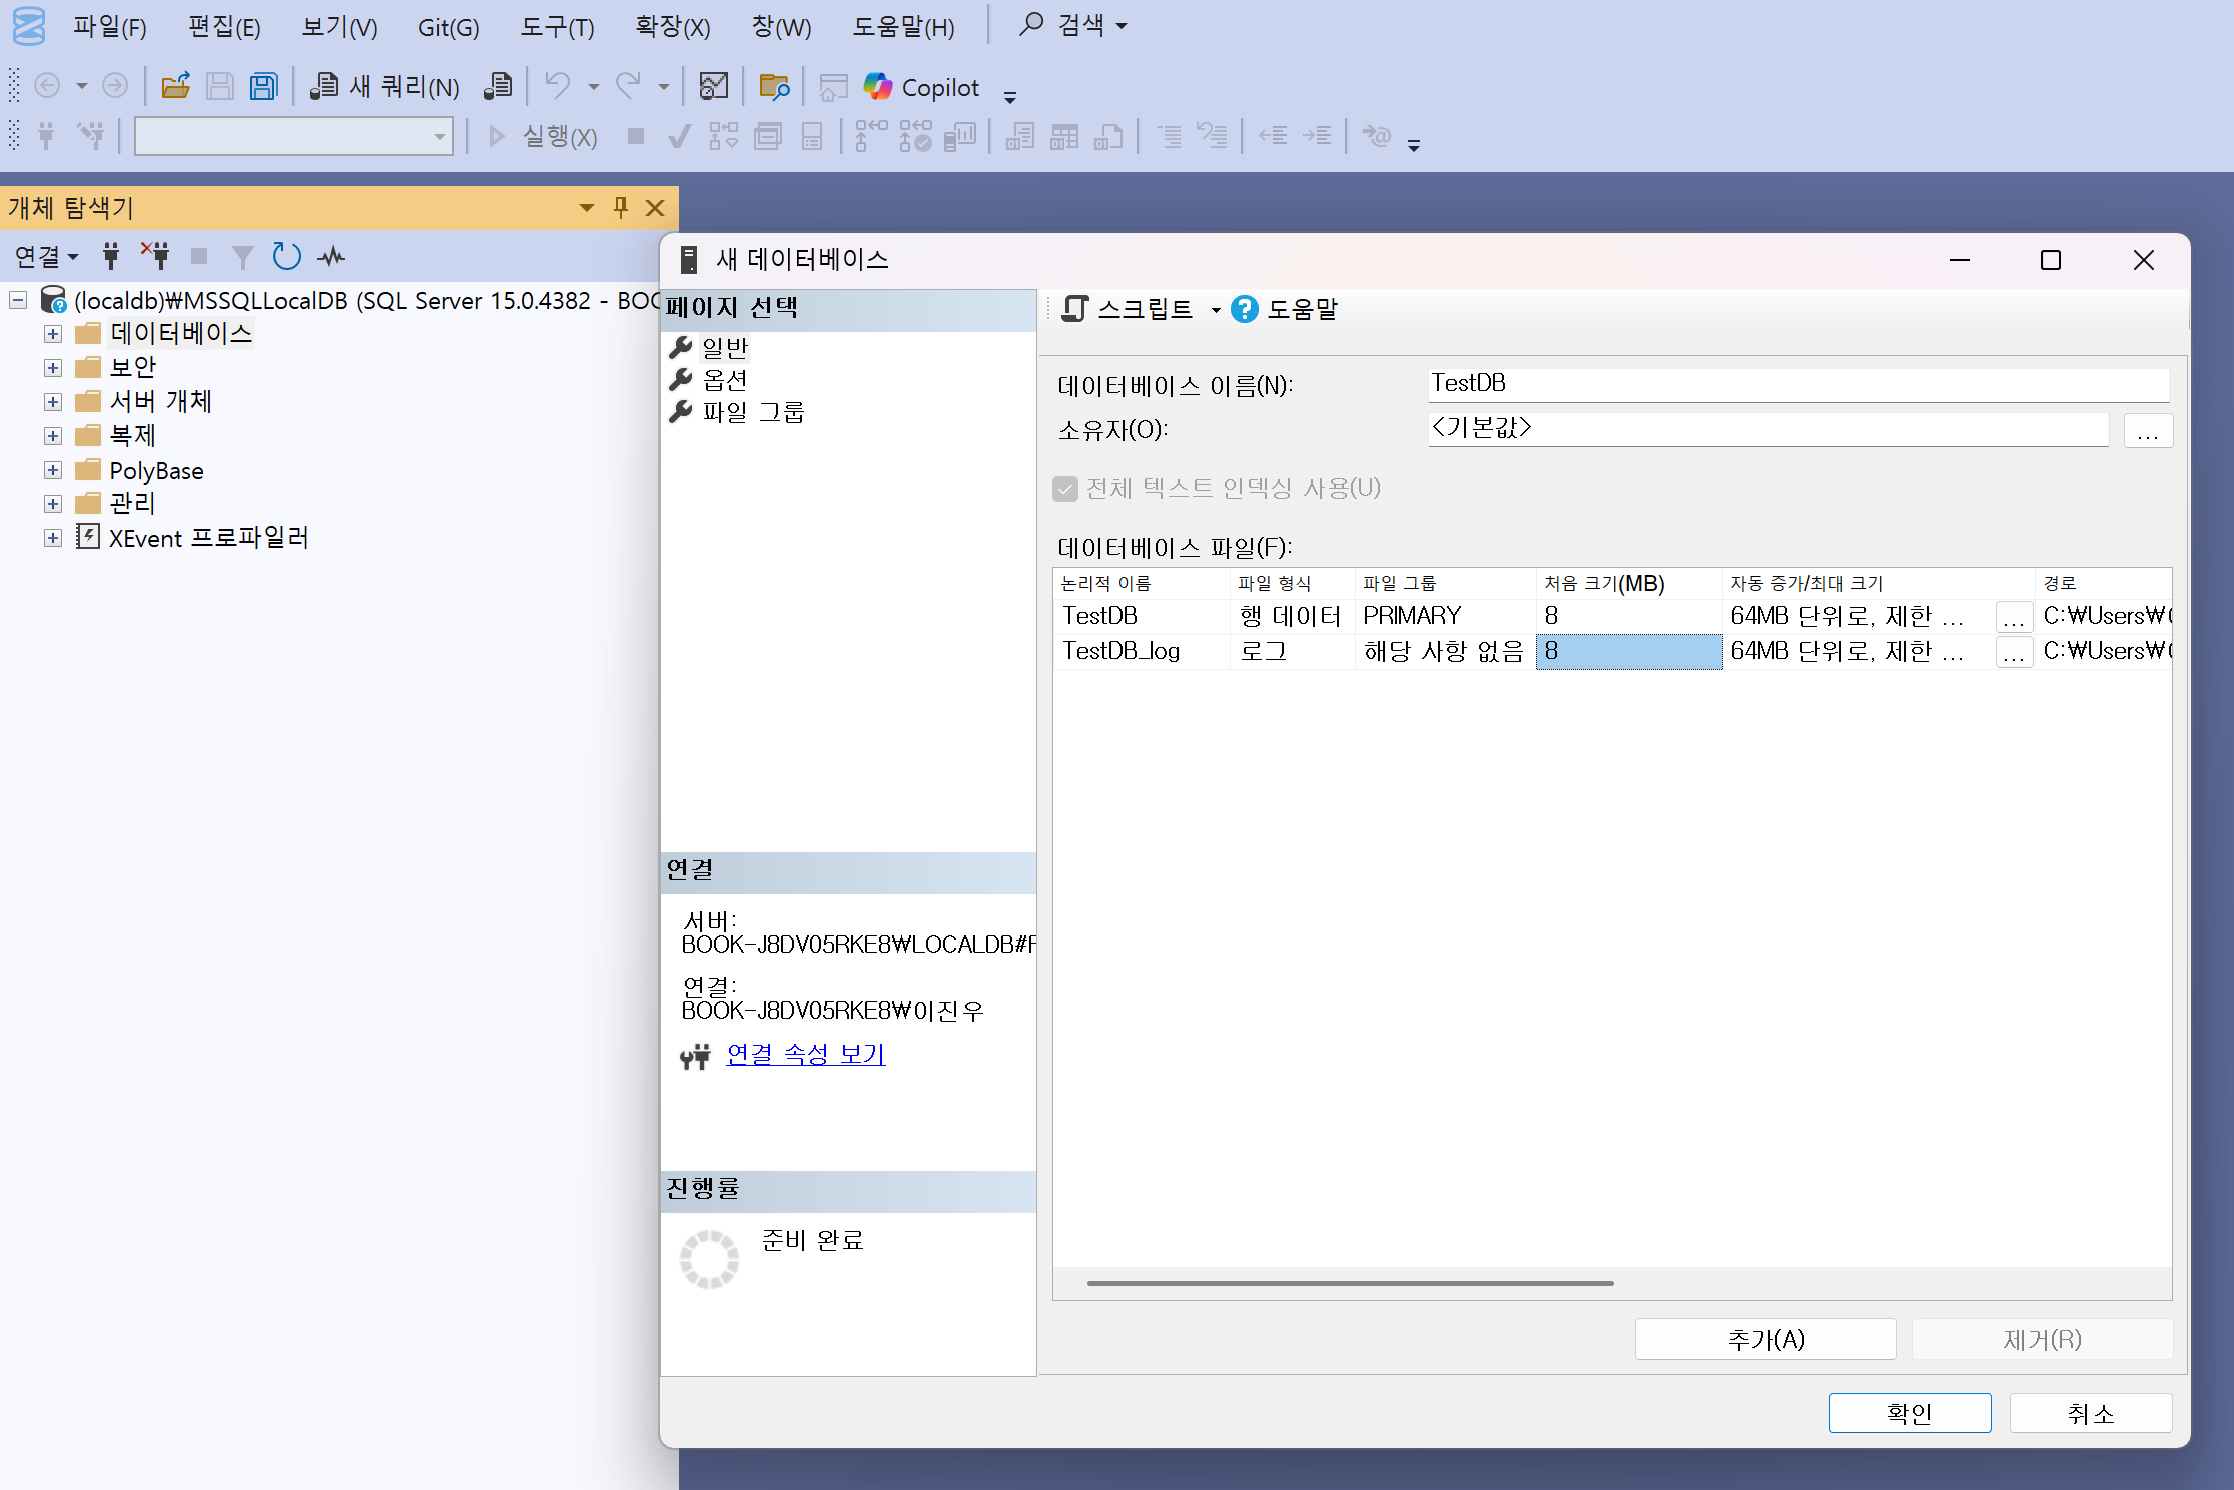 파일(F) 편집(E) 보기(V) Git(G) 도구(T) 확장(X) 창(W) 도움말(H) 검색
새 쿼리(N) Copilot
실행(X)
개체 탐색기
연결
(localdb)₩MSSQLLocalDB (SQL Server 15.0.4382 - BOO
데이터베이스
보안
서버 개체
복제
PolyBase
관리
XEvent 프로파일러
새 데이터베이스
페이지 선택
일반
옵션
파일 그룹
연결
서버:
BOOK-J8DV05RKE8₩LOCALDB#F
연결:
BOOK-J8DV05RKE8₩이진우
연결 속성 보기
진행률
준비 완료
스크립트 도움말
데이터베이스 이름(N): TestDB
소유자(O): <기본값> ...
전체 텍스트 인덱싱 사용(U)
데이터베이스 파일(F):
논리적 이름 파일 형식 파일 그룹 처음 크기(MB) 자동 증가/최대 크기 경로
TestDB 행 데이터 PRIMARY 8 64MB 단위로, 제한 ... ... C:₩Users₩
TestDB_log 로그 해당 사항 없음 8 64MB 단위로, 제한 ... ... C:₩Users₩
추가(A) 제거(R)
확인 취소